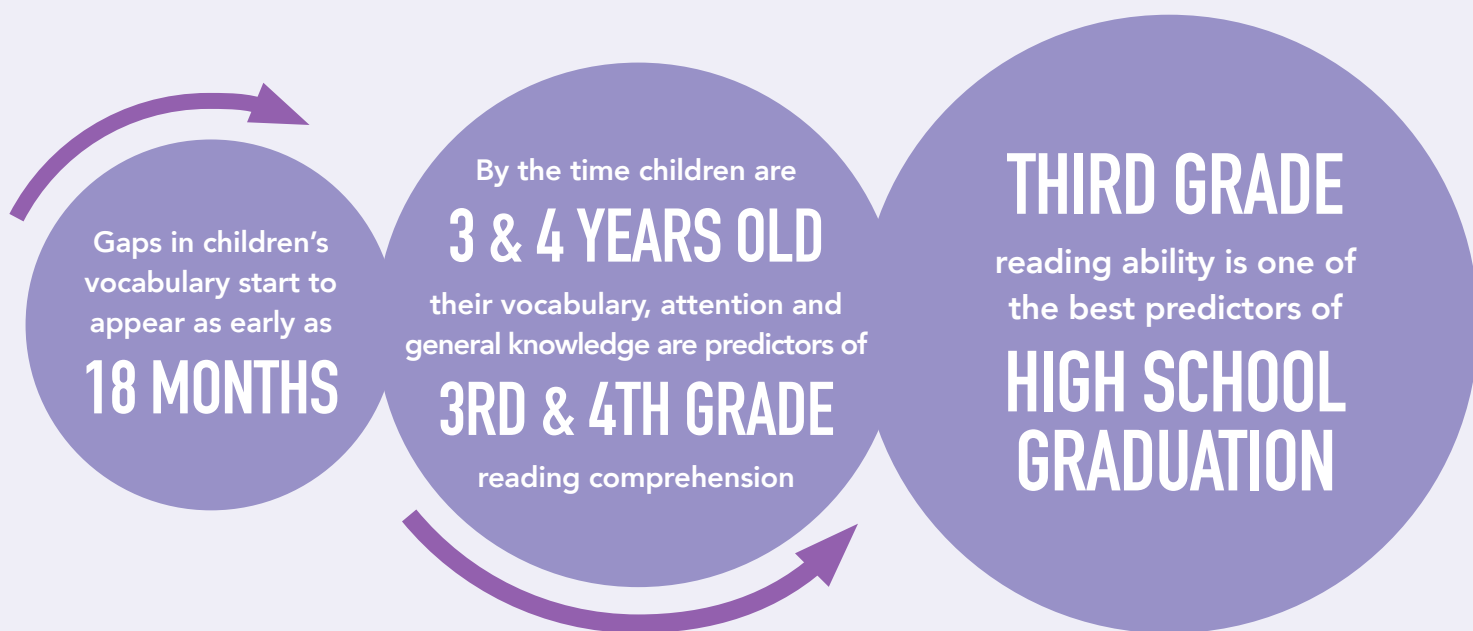 Gaps in children’s
vocabulary start to
appear as early as
18 MONTHS
By the time children are
3 & 4 YEARS OLD
their vocabulary, attention and
general knowledge are predictors of
3RD & 4TH GRADE
reading comprehension
THIRD GRADE
reading ability is one of
the best predictors of
HIGH SCHOOL
GRADUATION